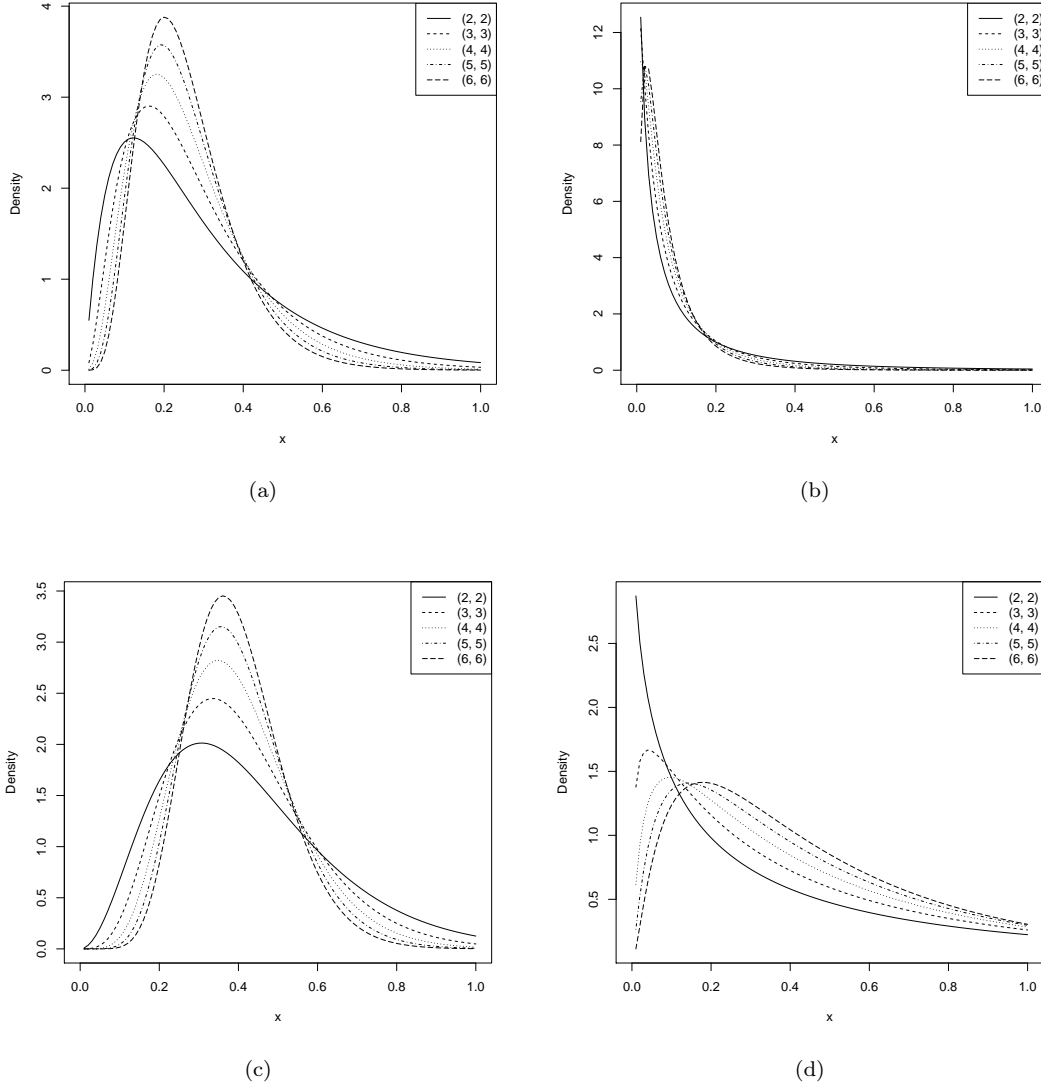 (2, 2)
(3, 3)
(4, 4)
(5, 5)
(6, 6)
Density
4
3
2
1
0
0.0 0.2 0.4 0.6 0.8 1.0
x
(a)
(2, 2)
(3, 3)
(4, 4)
(5, 5)
(6, 6)
Density
12
10
8
6
4
2
0
0.0 0.2 0.4 0.6 0.8 1.0
x
(b)
(2, 2)
(3, 3)
(4, 4)
(5, 5)
(6, 6)
Density
3.5
3.0
2.5
2.0
1.5
1.0
0.5
0.0
0.0 0.2 0.4 0.6 0.8 1.0
x
(c)
(2, 2)
(3, 3)
(4, 4)
(5, 5)
(6, 6)
Density
2.5
2.0
1.5
1.0
0.5
0.0 0.2 0.4 0.6 0.8 1.0
x
(d)